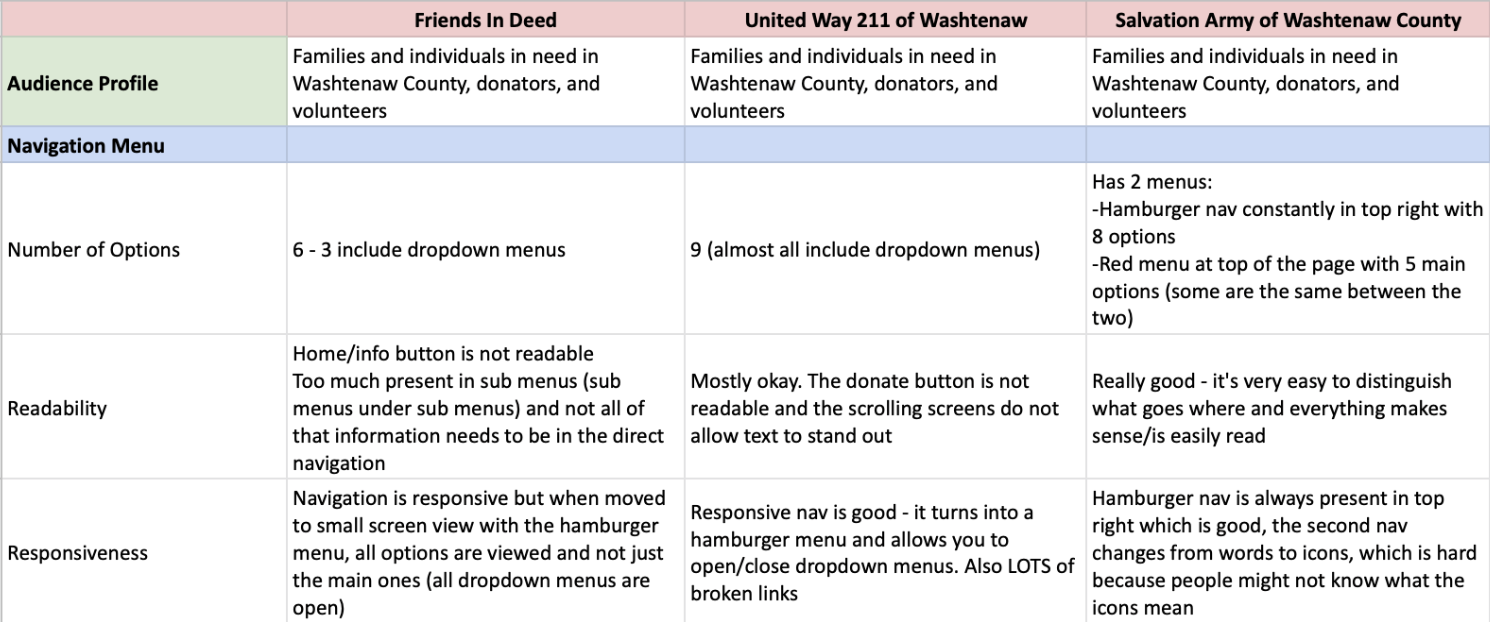 Friends In Deed
United Way 211 of Washtenaw
Salvation Army of Washtenaw County
Audience Profile
Families and individuals in need in
Washtenaw County, donators, and
volunteers
Families and individuals in need in
Washtenaw County, donators, and
volunteers
Families and individuals in need in
Washtenaw County, donators, and
volunteers
Navigation Menu
Number of Options
6 - 3 include dropdown menus
9 (almost all include dropdown menus)
Has 2 menus:
-Hamburger nav constantly in top right with
8 options
-Red menu at top of the page with 5 main
options (some are the same between the
two)
Readability
Home/info button is not readable
Too much present in sub menus (sub
menus under sub menus) and not all of
that information needs to be in the direct
navigation
Mostly okay. The donate button is not
readable and the scrolling screens do not
allow text to stand out
Really good - it's very easy to distinguish
what goes where and everything makes
sense/is easily read
Responsiveness
Navigation is responsive but when moved
to small screen view with the hamburger
menu, all options are viewed and not just
the main ones (all dropdown menus are
open)
Responsive nav is good - it turns into a
hamburger menu and allows you to
open/close dropdown menus. Also LOTS of
broken links
Hamburger nav is always present in top
right which is good, the second nav
changes from words to icons, which is hard
because people might not know what the
icons mean